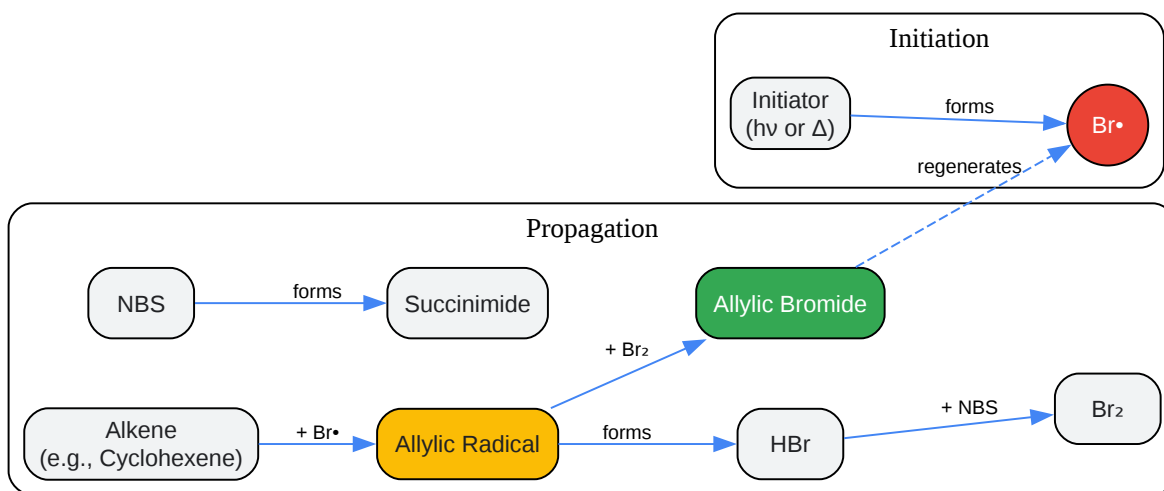 Initiation
Initiator
(hν or Δ)
forms
Br•
regenerates
Propagation
NBS
forms
Succinimide
Allylic Bromide
+ Br₂
Alkene
(e.g., Cyclohexene)
+ Br•
Allylic Radical
forms
HBr
+ NBS
Br₂